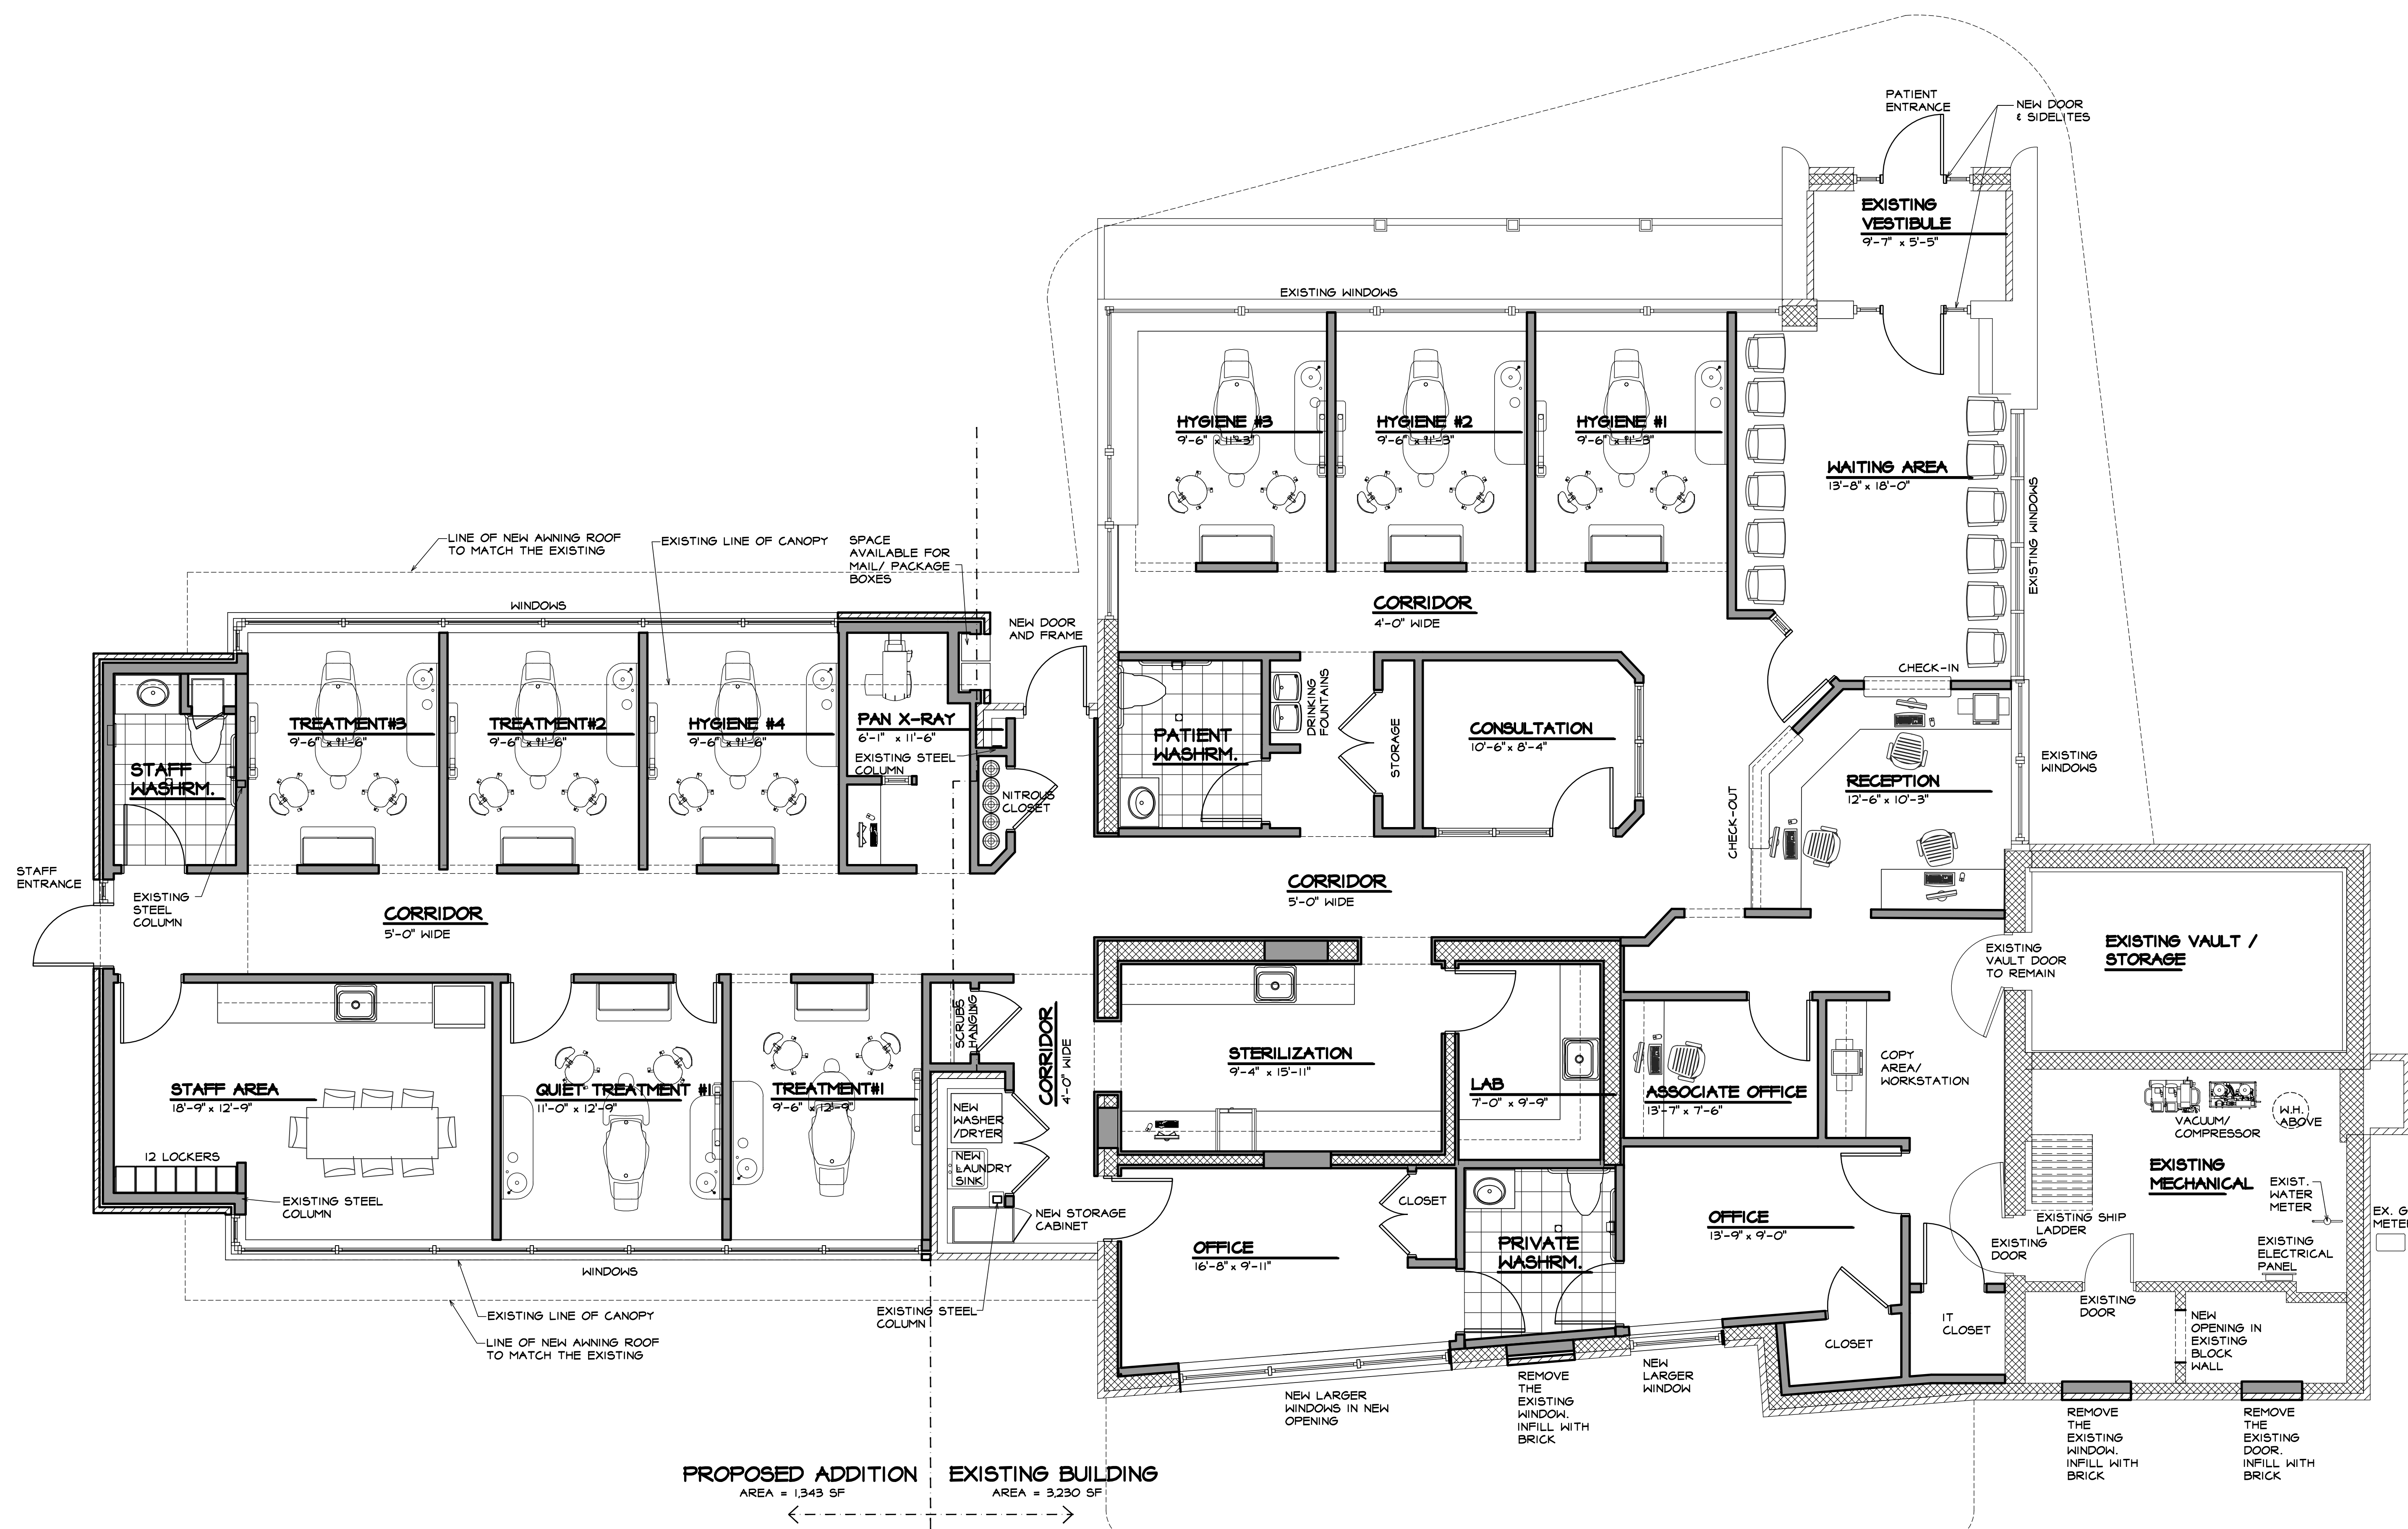 PATIENT
ENTRANCE
NEW DOOR
& SIDELITES
EXISTING
VESTIBULE
9'-7" x 5'-5"
EXISTING WINDOWS
HYGIENE #3
9'-6" x 11'-3"
HYGIENE #2
9'-6" x 11'-3"
HYGIENE #1
9'-6" x 11'-3"
WAITING AREA
13'-8" x 18'-0"
EXISTING WINDOWS
LINE OF NEW AWNING ROOF
TO MATCH THE EXISTING
EXISTING LINE OF CANOPY
SPACE
AVAILABLE FOR
MAIL/ PACKAGE
BOXES
WINDOWS
NEW DOOR
AND FRAME
CORRIDOR
4'-0" WIDE
CHECK-IN
TREATMENT#3
9'-6" x 11'-6"
TREATMENT#2
9'-6" x 11'-6"
HYGIENE #4
9'-6" x 11'-6"
PAN X-RAY
6'-1" x 11'-6"
EXISTING STEEL
COLUMN
NITROUS
CLOSET
PATIENT
WASHRM.
DRINKING
FOUNTAINS
STORAGE
CONSULTATION
10'-6" x 8'-4"
CHECK-OUT
RECEPTION
12'-6" x 10'-3"
EXISTING
WINDOWS
STAFF
WASHRM.
STAFF
ENTRANCE
EXISTING
STEEL
COLUMN
CORRIDOR
5'-0" WIDE
CORRIDOR
5'-0" WIDE
EXISTING
VAULT DOOR
TO REMAIN
EXISTING VAULT /
STORAGE
SCRUBS
HANGING
CORRIDOR
4'-0" WIDE
STAFF AREA
18'-9" x 12'-9"
QUIET TREATMENT #1
11'-0" x 12'-9"
TREATMENT#1
9'-6" x 12'-9"
STERILIZATION
9'-4" x 15'-11"
LAB
7'-0" x 9'-9"
ASSOCIATE OFFICE
13'-7" x 7'-6"
COPY
AREA/
WORKSTATION
VACUUM/
COMPRESSOR
W.H.
ABOVE
NEW
WASHER
/DRYER
NEW
LAUNDRY
SINK
12 LOCKERS
EXISTING STEEL
COLUMN
NEW STORAGE
CABINET
CLOSET
OFFICE
16'-8" x 9'-11"
PRIVATE
WASHRM.
OFFICE
13'-9" x 9'-0"
EXISTING
MECHANICAL
EXISTING SHIP
LADDER
EXISTING
DOOR
EXIST.
WATER
METER
EX. G
METER
EXISTING
ELECTRICAL
PANEL
WINDOWS
EXISTING LINE OF CANOPY
LINE OF NEW AWNING ROOF
TO MATCH THE EXISTING
EXISTING STEEL
COLUMN
CLOSET
IT
CLOSET
EXISTING
DOOR
NEW
OPENING IN
EXISTING
BLOCK
WALL
NEW LARGER
WINDOWS IN NEW
OPENING
REMOVE
THE
EXISTING
WINDOW.
INFILL WITH
BRICK
NEW
LARGER
WINDOW
REMOVE
THE
EXISTING
WINDOW.
INFILL WITH
BRICK
REMOVE
THE
EXISTING
DOOR.
INFILL WITH
BRICK
PROPOSED ADDITION
AREA = 1,343 SF
EXISTING BUILDING
AREA = 3,230 SF